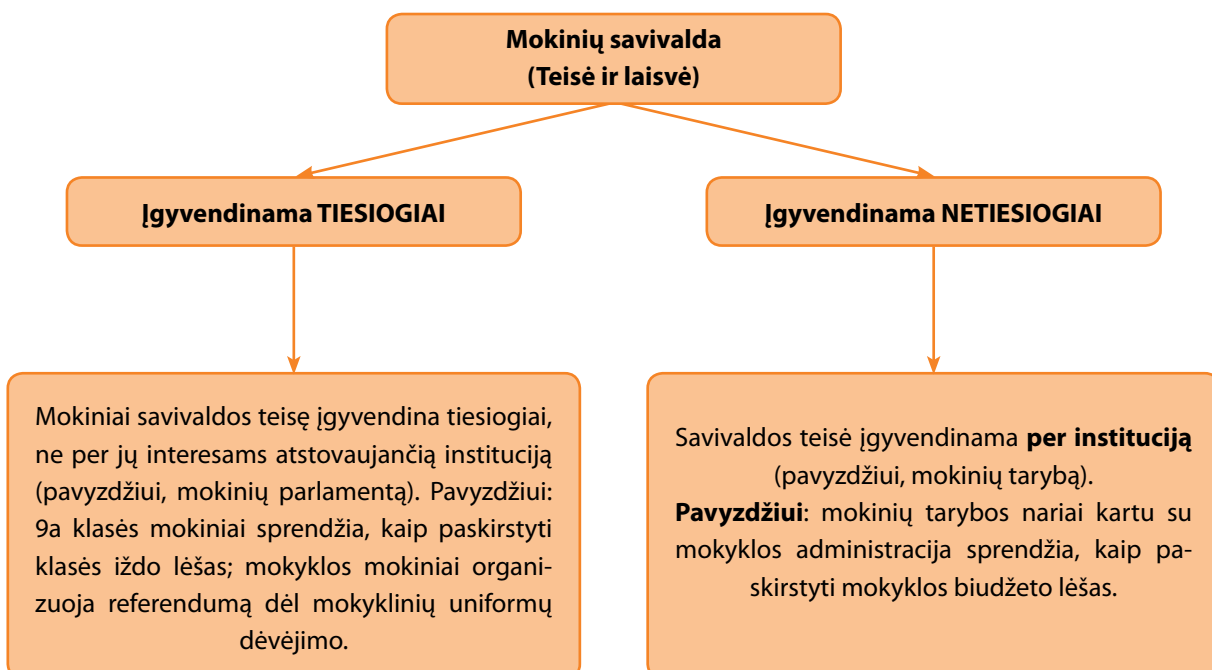 Mokinių savivalda
(Teisė ir laisvė)
Įgyvendinama TIESIOGIAI
Įgyvendinama NETIESIOGIAI
Mokiniai savivaldos teisę įgyvendina tiesiogiai,
ne per jų interesams atstovaujančią instituciją
(pavyzdžiui, mokinių parlamentą). Pavyzdžiui:
9a klasės mokiniai sprendžia, kaip paskirstyti
klasės iždo lėšas; mokyklos mokiniai organi-
zuoja referendumą dėl mokyklinių uniformų
dėvėjimo.
Savivaldos teisė įgyvendinama per instituciją
(pavyzdžiui, mokinių tarybą).
Pavyzdžiui: mokinių tarybos nariai kartu su
mokyklos administracija sprendžia, kaip pa-
skirstyti mokyklos biudžeto lėšas.